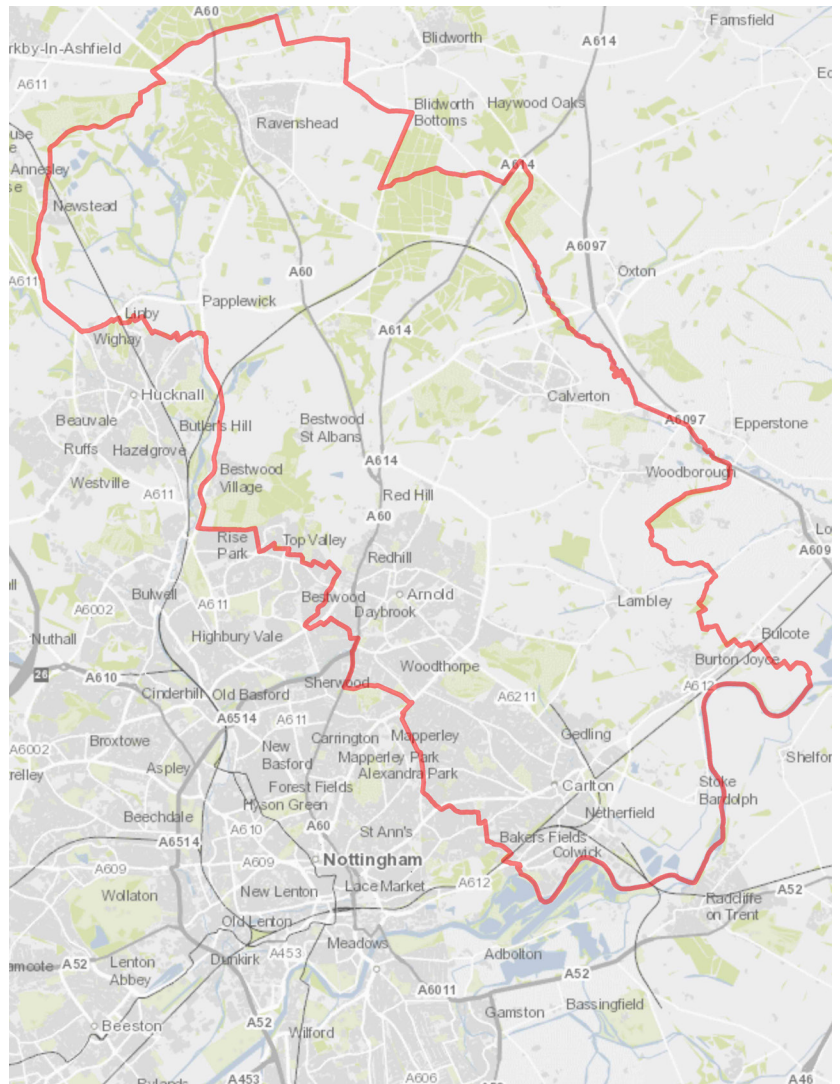 A60
Farnsfield
rkby-In-Ashfield
Blidworth
A614
A611
Blidworth
Bottoms
Haywood Oaks
Ravenshead
A614
Annesley
Newstead
A6097
Oxton
A60
A611
Papplewick
Linby
A614
Wighay
Hucknall
Calverton
Beauvale
Butler's Hill
Bestwood
St Albans
A6097
Epperstone
Ruffs
Hazelgrove
Westville
Bestwood
Village
A614
Woodborough
A611
Red Hill
A60
Rise
Park
Top Valley
Redhill
A609
Bulwell
Bestwood
Arnold
A6002
A611
Daybrook
Lambley
Nuthall
Highbury Vale
Bulcote
26
A610
Woodthorpe
Burton Joyce
Cinderhill
Old Basford
Sherwood
A612
A6514
A611
A6211
Broxtowe
Carrington
Mapperley
Gedling
A6002
New
Basford
Mapperley Park
Shelfor
relley
Aspley
Alexandra Park
Forest Fields
Carlton
Stoke
Bardolph
Hyson Green
Beechdale
A610
A60
St Ann's
Netherfield
A6514
Bakers Fields
Colwick
A609
A609
Nottingham
Wollaton
New Lenton
Lace Market
A612
A52
Radcliffe
on Trent
Old Lenton
Meadows
Adbolton
A52
Lenton
Abbey
Dunkirk
A453
A52
A6011
Bassingfield
Gamston
Beeston
A52
Wilford
Rylands
A453
A606
A46